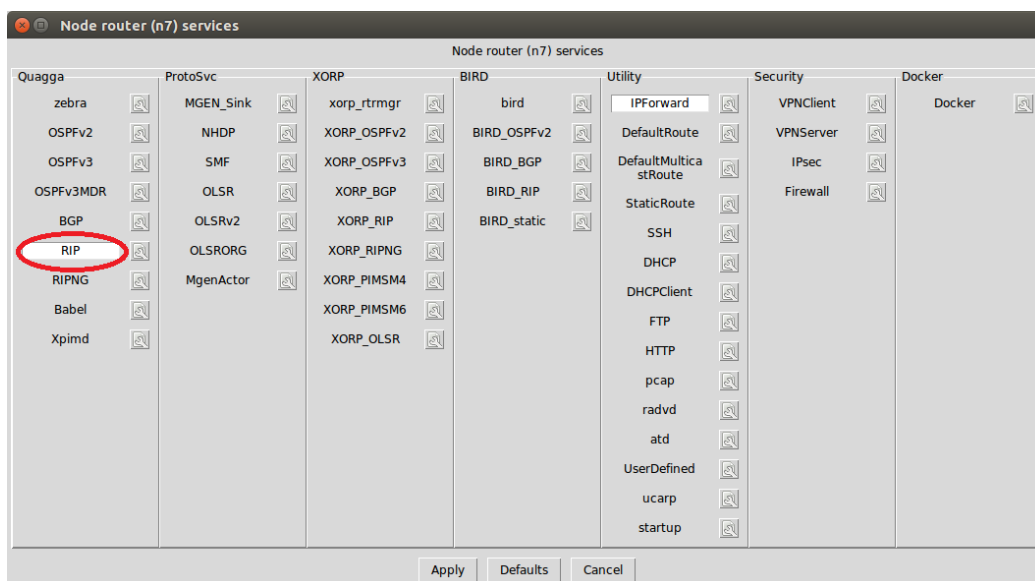 Node router (n7) services
Node router (n7) services
Quagga
zebra
OSPFv2
OSPFv3
OSPFv3MDR
BGP
RIP
RIPNG
Babel
Xpimd
ProtoSvc
MGEN_Sink
NHDP
SMF
OLSR
OLSRv2
OLSRORG
MgenActor
XORP
xorp_rtrmgr
XORP_OSPFv2
XORP_OSPFv3
XORP_BGP
XORP_RIP
XORP_RIPNG
XORP_PIMSM4
XORP_PIMSM6
XORP_OLSR
BIRD
bird
BIRD_OSPFv2
BIRD_BGP
BIRD_RIP
BIRD_static
Utility
IPForward
DefaultRoute
DefaultMultica
stRoute
StaticRoute
SSH
DHCP
DHCPClient
FTP
HTTP
pcap
radvd
atd
UserDefined
ucarp
startup
Security
VPNClient
VPNServer
IPsec
Firewall
Docker
Docker
Apply
Defaults
Cancel